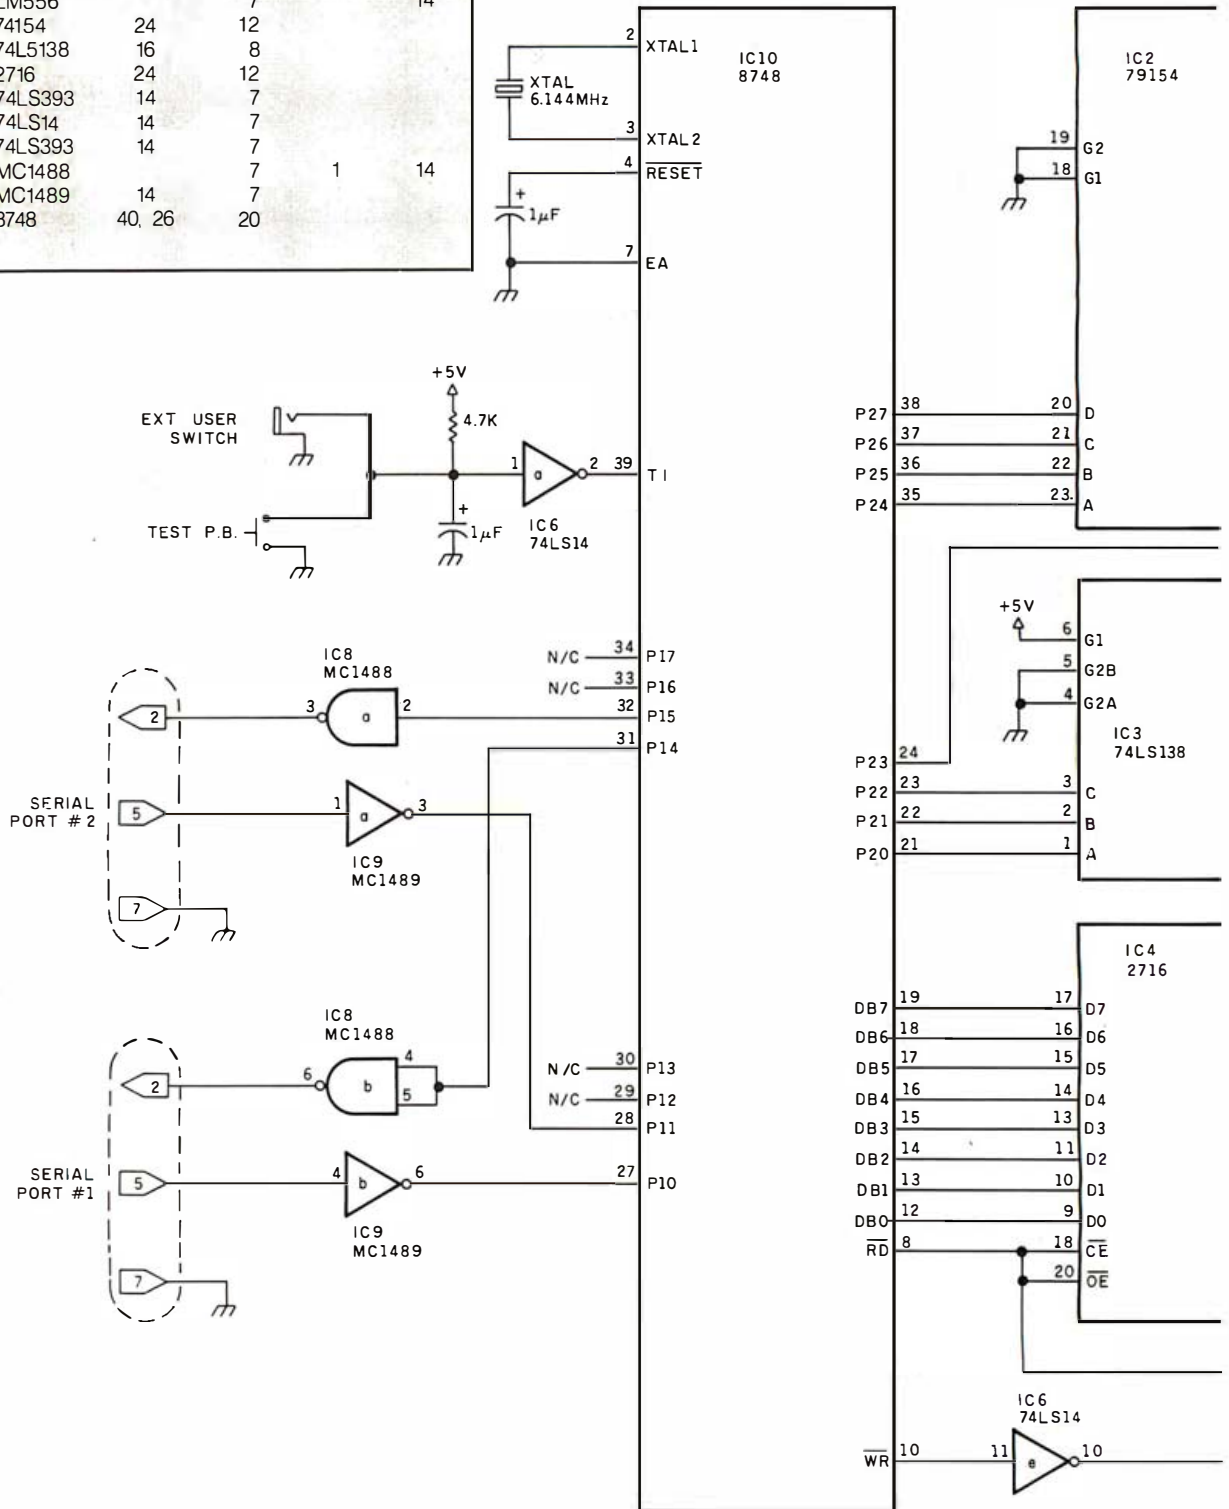 LM556 7 14
74154 24 12
74L5138 16 8
2716 24 12
74LS393 14 7
74LS14 14 7
74LS393 14 7
MC1488 7 1 14
MC1489 14 7
8748 40, 26 20
2 XTAL1
XTAL
6.144MHz
3 XTAL2
4 RESET
+
1µF
7 EA
IC10
8748
IC2
79154
19 G2
18 G1
+5V
4.7K
EXT USER
SWITCH
1 a 2 39 T1
TEST P.B.
+
1µF
IC6
74LS14
P27 38 20 D
P26 37 21 C
P25 36 22 B
P24 35 23. A
+5V
6 G1
5 G2B
4 G2A
IC3
74LS138
N/C 34 P17
N/C 33 P16
IC8
MC1488
2 3 a 2 32 P15
31 P14
SERIAL
PORT #2
5 1 a 3
IC9
MC1489
7
P23 24
P22 23 3 C
P21 22 2 B
P20 21 1 A
IC4
2716
DB7 19 17 D7
DB6 18 16 D6
DB5 17 15 D5
DB4 16 14 D4
DB3 15 13 D3
DB2 14 11 D2
DB1 13 10 D1
DB0 12 9 D0
RD 8 18 CE
20 OE
IC8
MC1488
2 6 b 4
5
N/C 30 P13
N/C 29 P12
28 P11
SERIAL
PORT #1
5 4 b 6 27 P10
IC9
MC1489
7
IC6
74LS14
WR 10 11 e 10